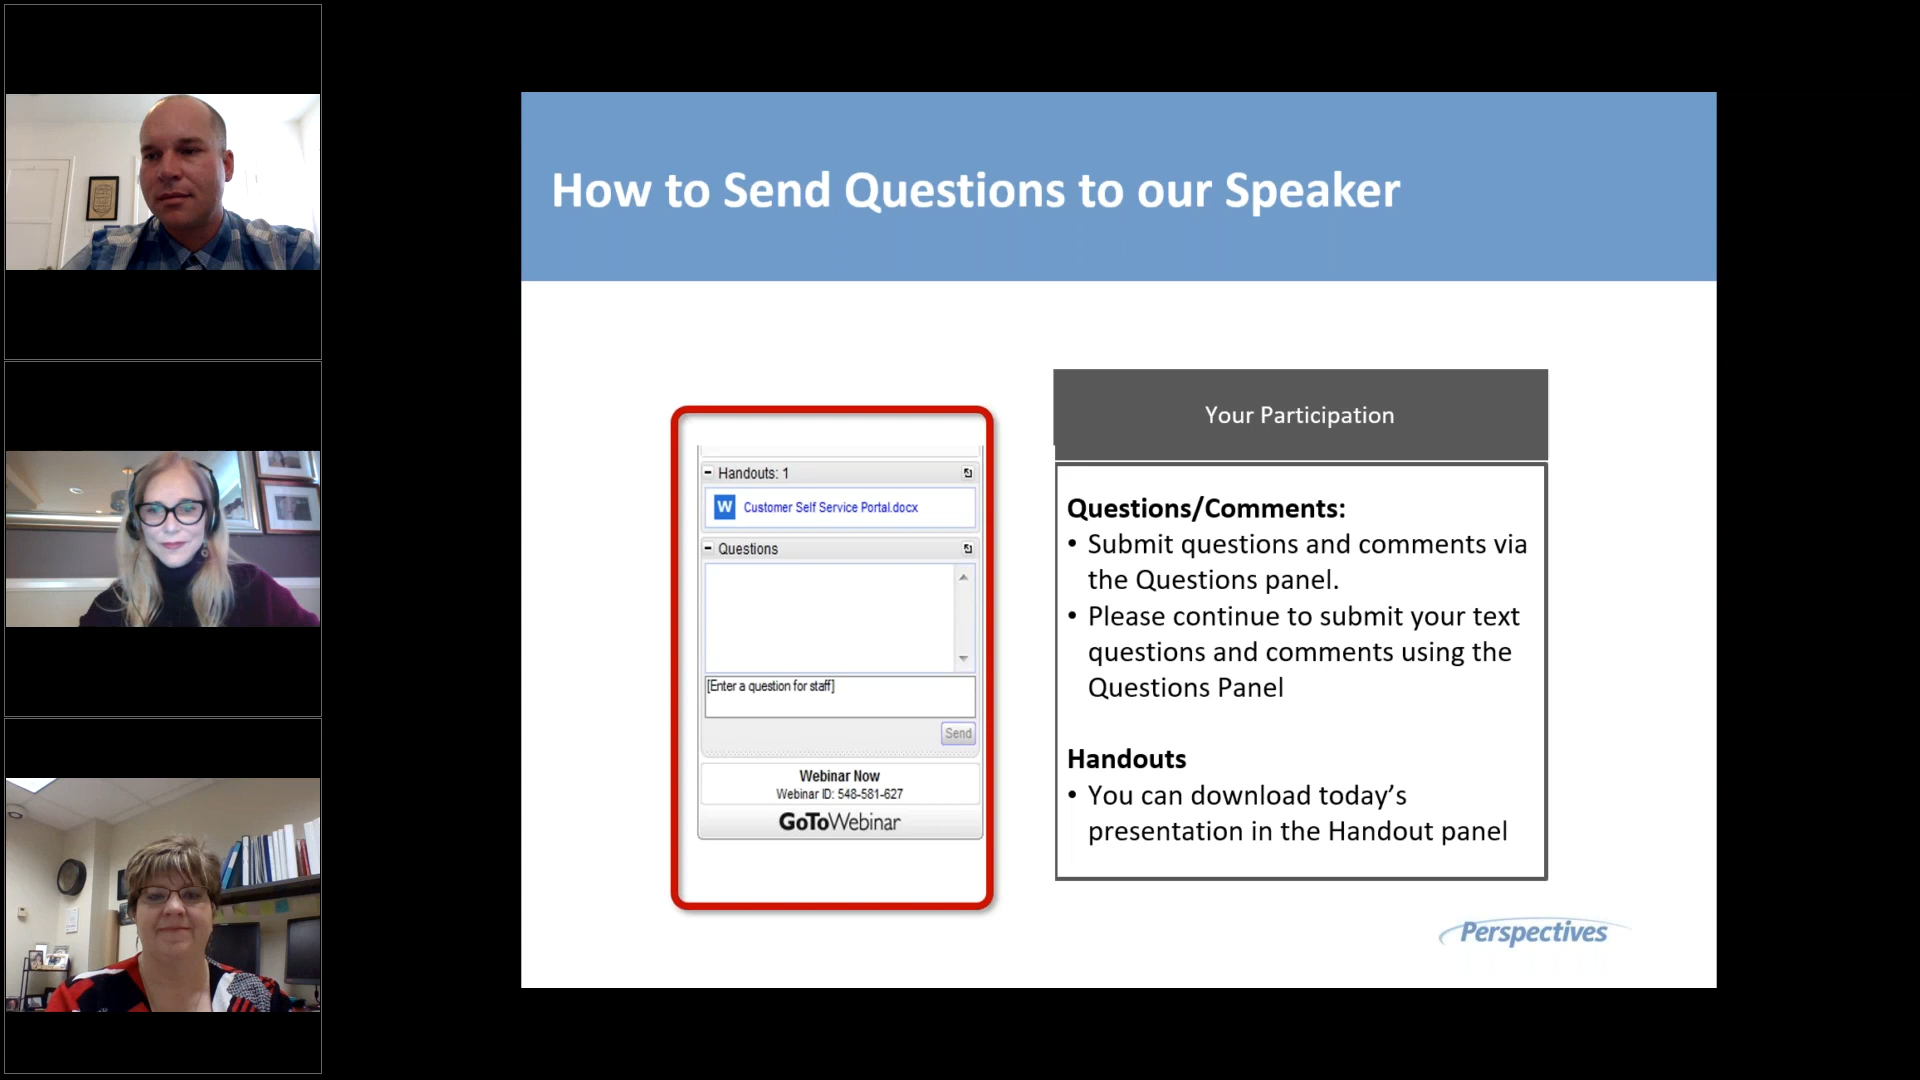 How to Send Questions to our Speaker
Handouts: 1
W Customer Self Service Portal.docx
Questions
[Enter a question for staff]
Send
Webinar Now
Webinar ID: 548-581-627
GoToWebinar
Your Participation
Questions/Comments:
• Submit questions and comments via
the Questions panel.
• Please continue to submit your text
questions and comments using the
Questions Panel
Handouts
• You can download today’s
presentation in the Handout panel
Perspectives